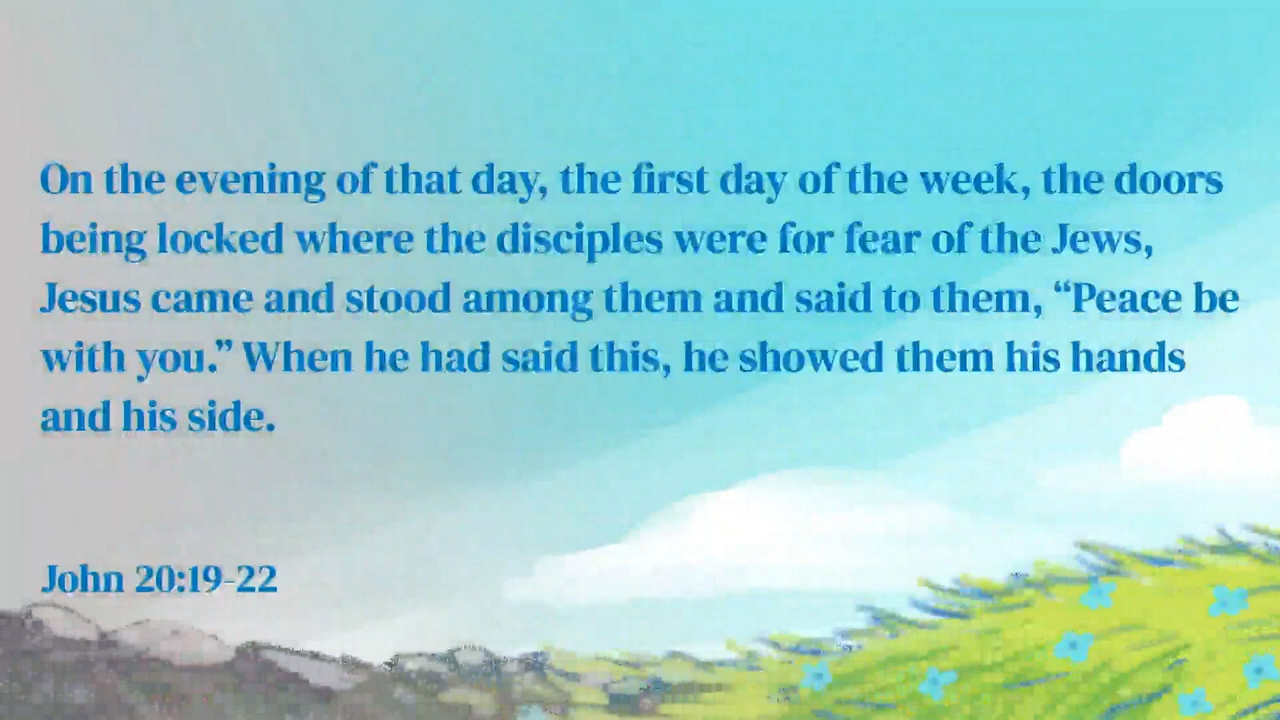 On the evening of that day, the first day of the week, the doors
being locked where the disciples were for fear of the Jews,
Jesus came and stood among them and said to them, “Peace be
with you.” When he had said this, he showed them his hands
and his side.
John 20:19-22